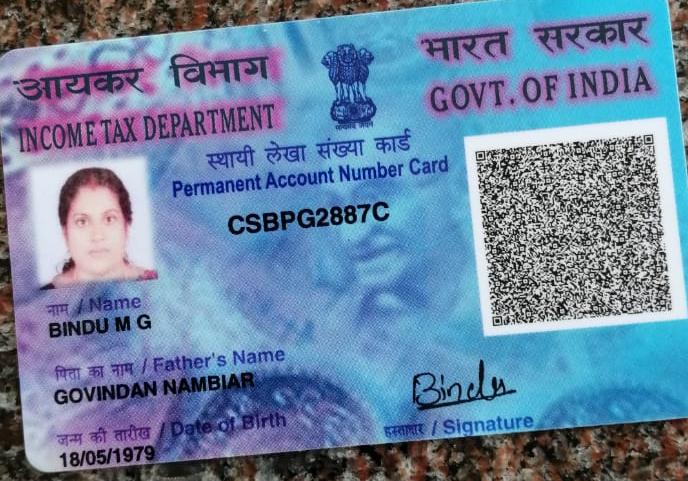 आयकर विभाग
INCOME TAX DEPARTMENT
भारत सरकार
GOVT. OF INDIA
सत्यमेव जयते
स्थायी लेखा संख्या कार्ड
Permanent Account Number Card
CSBPG2887C
नाम / Name
BINDU M G
पिता का नाम / Father's Name
GOVINDAN NAMBIAR
जन्म की तारीख / Date of Birth
18/05/1979
Bindu
हस्ताक्षर / Signature